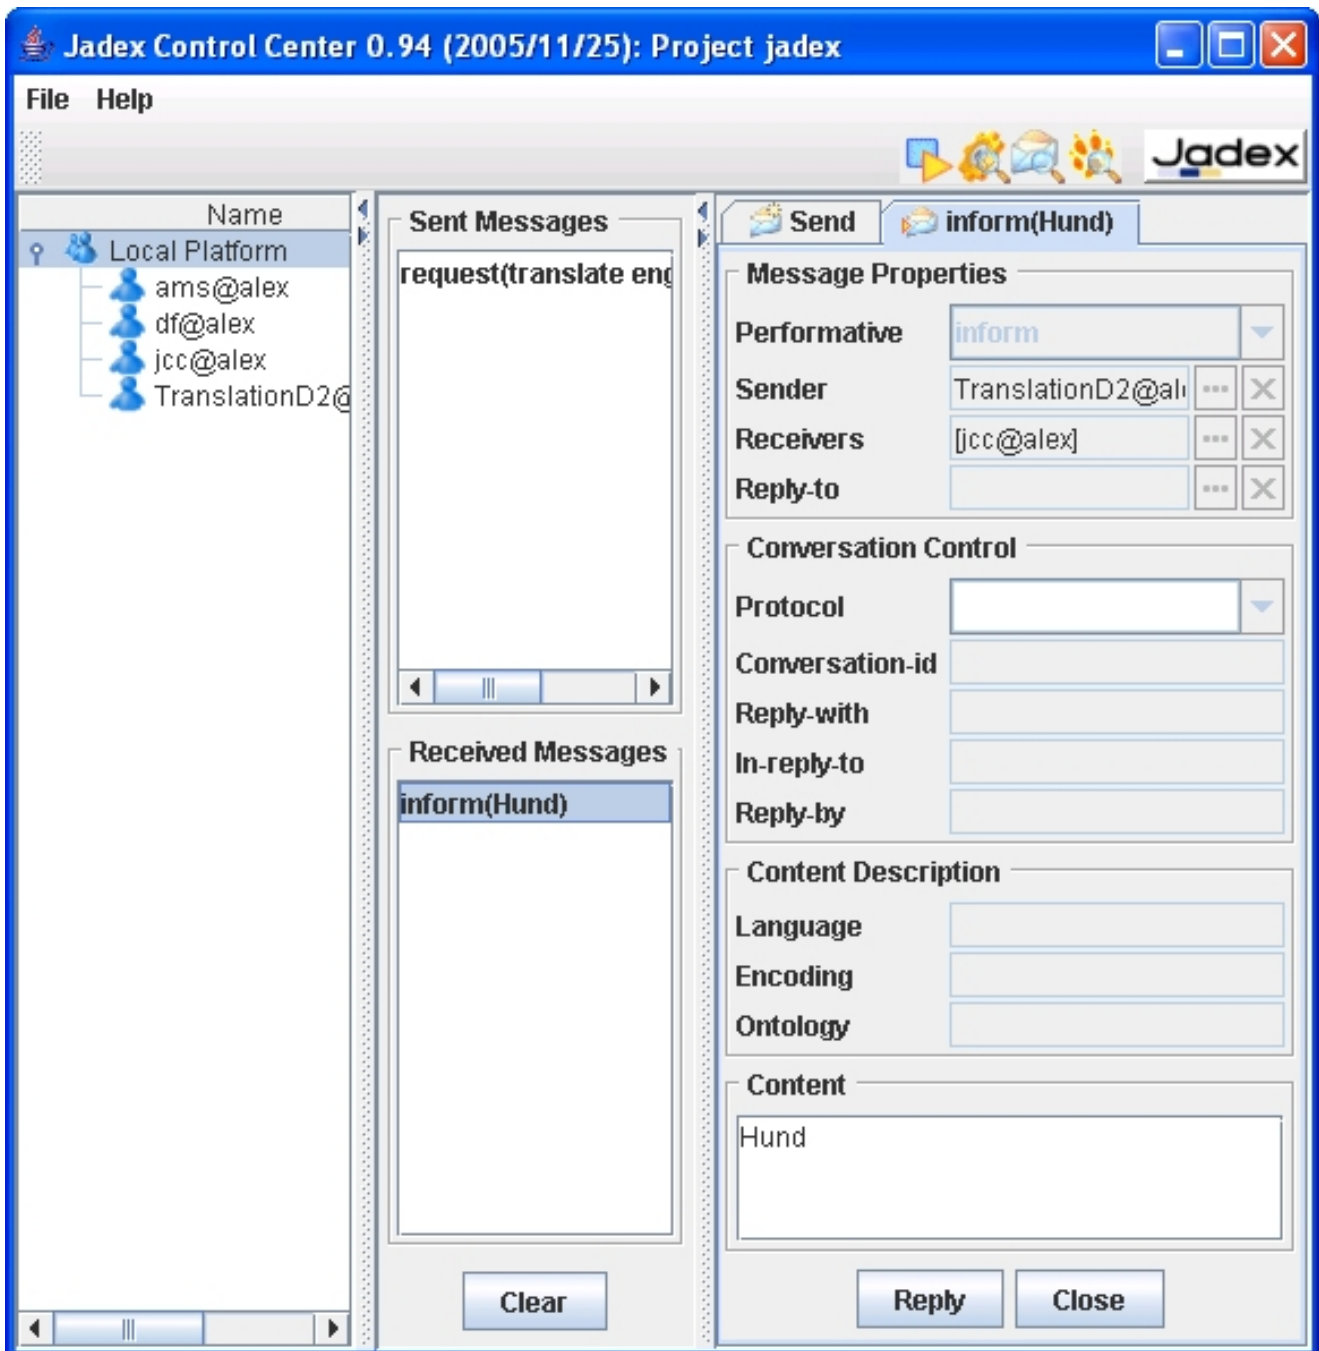 Jadex Control Center 0.94 (2005/11/25): Project jadex
File Help
Jadex
Name
Local Platform
ams@alex
df@alex
jcc@alex
TranslationD2@
Sent Messages
request(translate eng
Received Messages
inform(Hund)
Clear
Send inform(Hund)
Message Properties
Performative inform
Sender TranslationD2@al
Receivers [jcc@alex]
Reply-to
Conversation Control
Protocol
Conversation-id
Reply-with
In-reply-to
Reply-by
Content Description
Language
Encoding
Ontology
Content
Hund
Reply Close